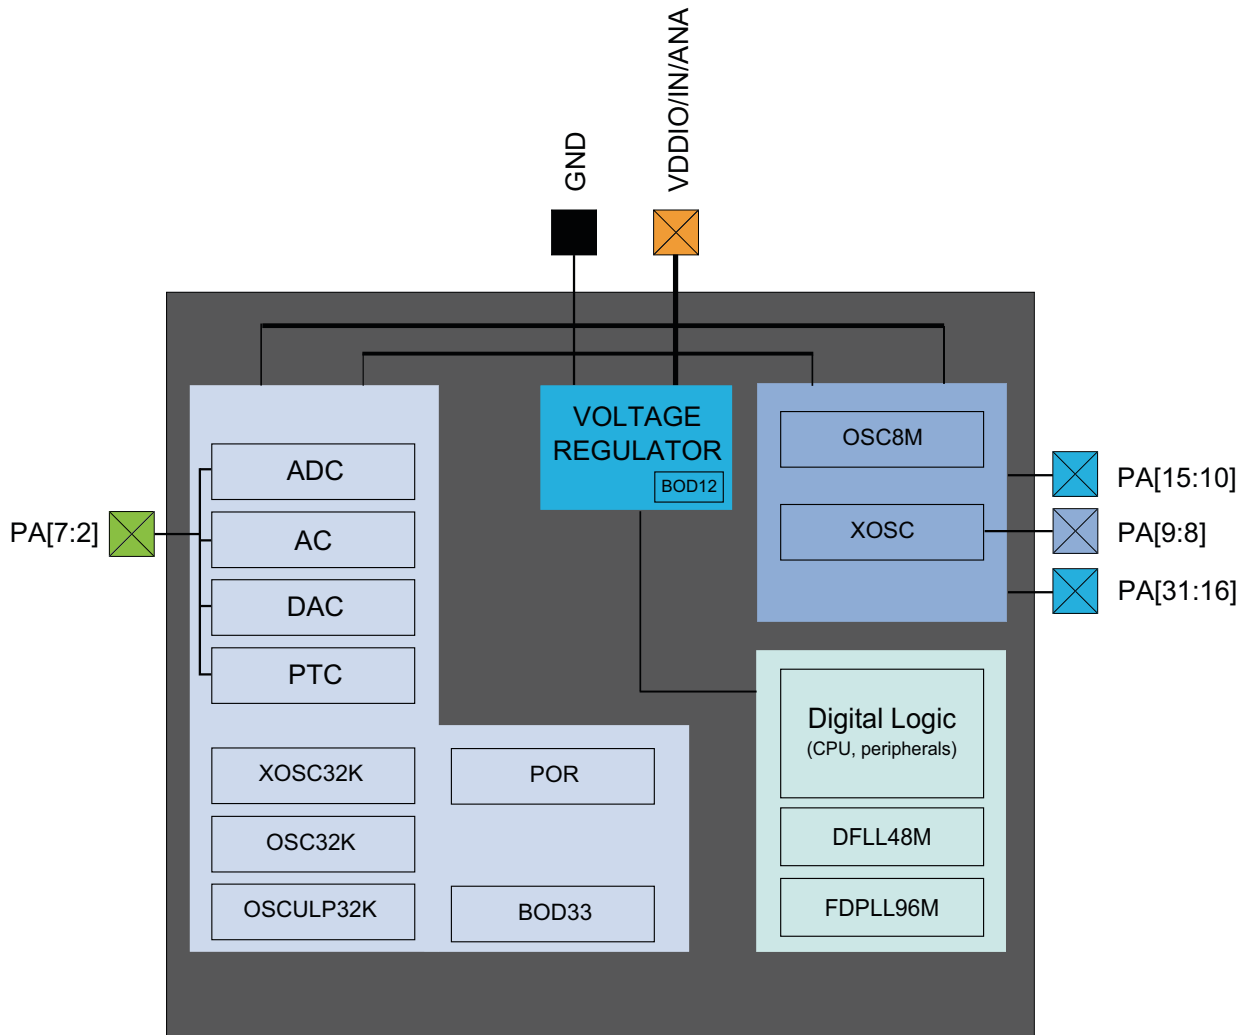 GND
VDDIO/IN/ANA
VOLTAGE
REGULATOR
BOD12
ADC
AC
DAC
PTC
XOSC32K
OSC32K
OSCULP32K
POR
BOD33
OSC8M
XOSC
PA[7:2]
PA[15:10]
PA[9:8]
PA[31:16]
Digital Logic
(CPU, peripherals)
DFLL48M
FDPLL96M